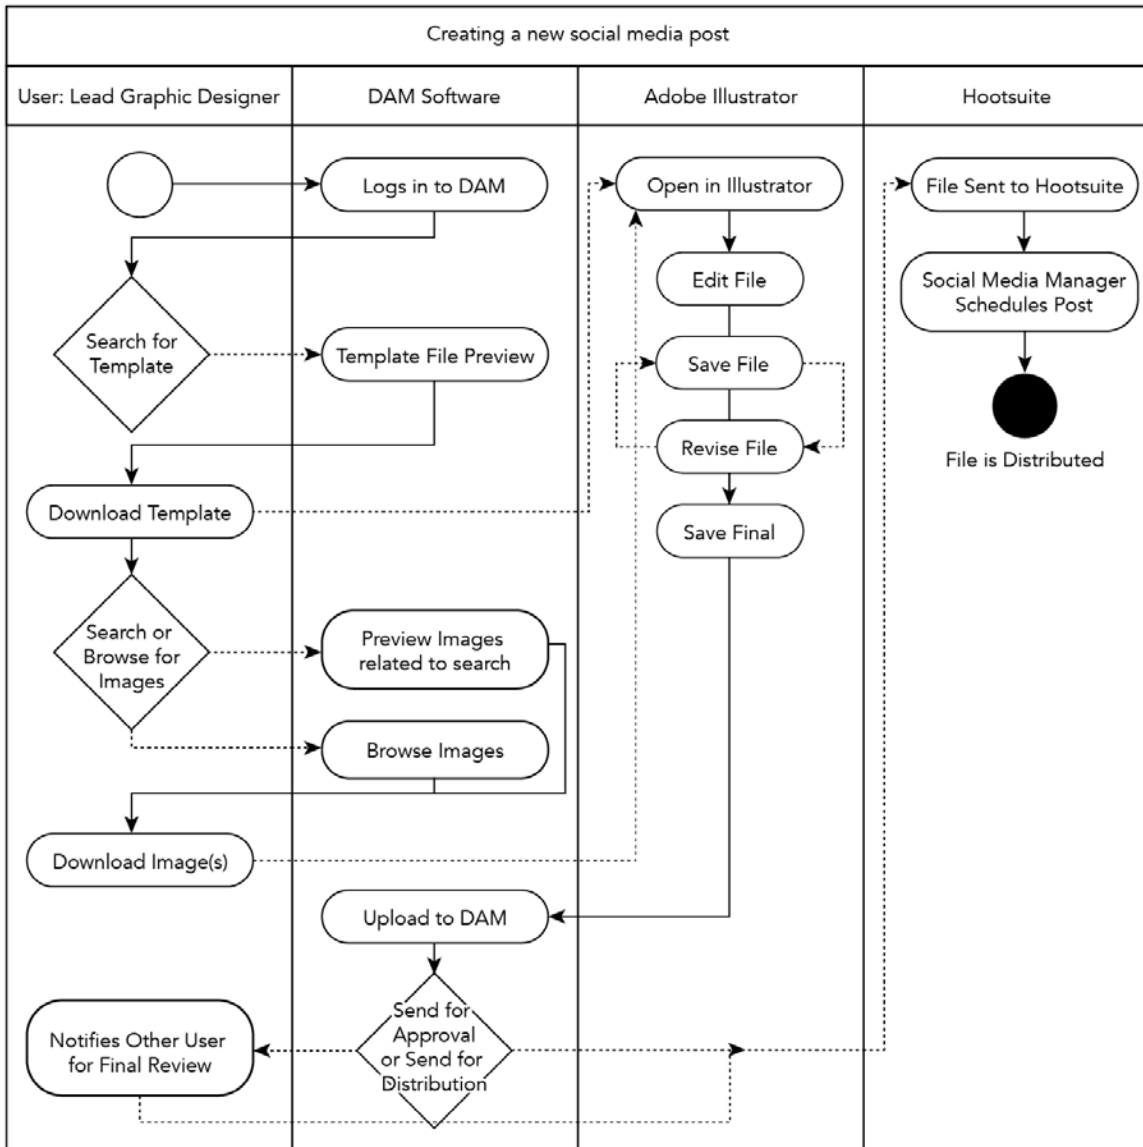 Creating a new social media post
User: Lead Graphic Designer
DAM Software
Adobe Illustrator
Hootsuite
Logs in to DAM
Open in Illustrator
File Sent to Hootsuite
Edit File
Social Media Manager
Schedules Post
Search for
Template
Template File Preview
Save File
Revise File
File is Distributed
Download Template
Save Final
Search or
Browse for
Images
Preview Images
related to search
Browse Images
Download Image(s)
Upload to DAM
Send for
Approval
or Send for
Distribution
Notifies Other User
for Final Review